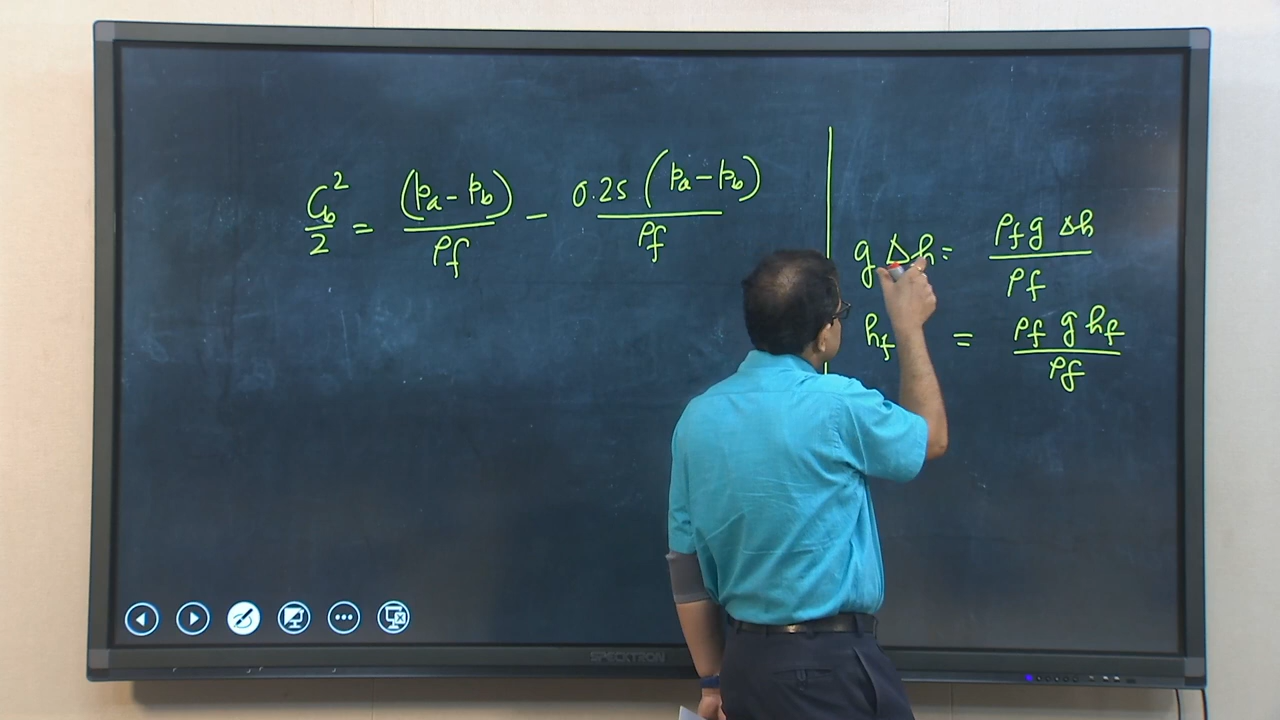 C_b^2/2 = (p_a - p_b)/ρ_f - 0.25 (p_a - p_b)/ρ_f
g Δh = ρ_f g Δh/ρ_f
h_f = ρ_f g h_f/ρ_f
SPECKTRON